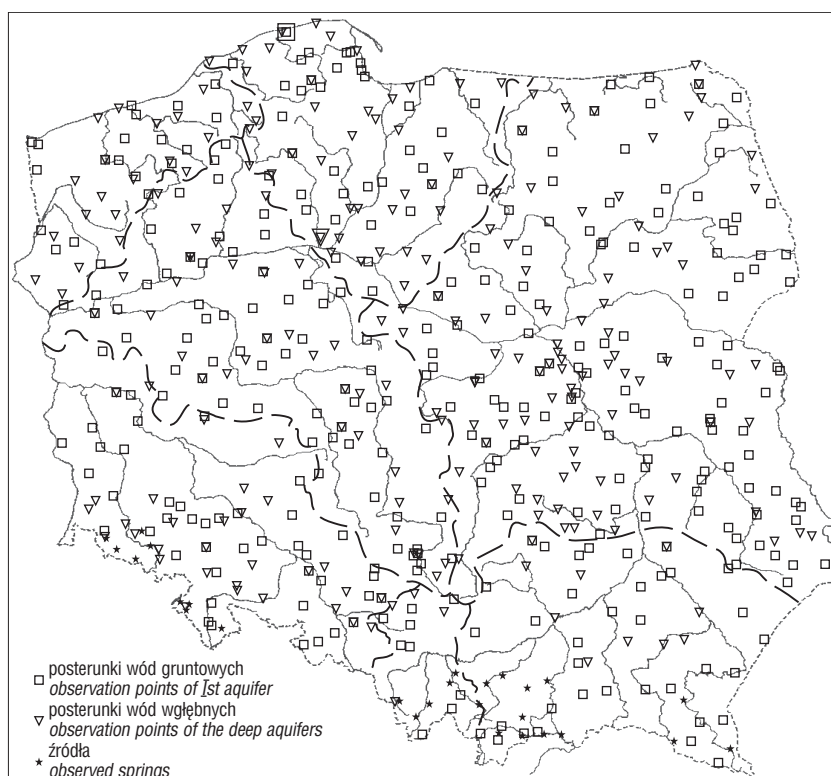 posterunki wód gruntowych
observation points of Ist aquifer
posterunki wód wgłębnych
observation points of the deep aquifers
źródła
observed springs